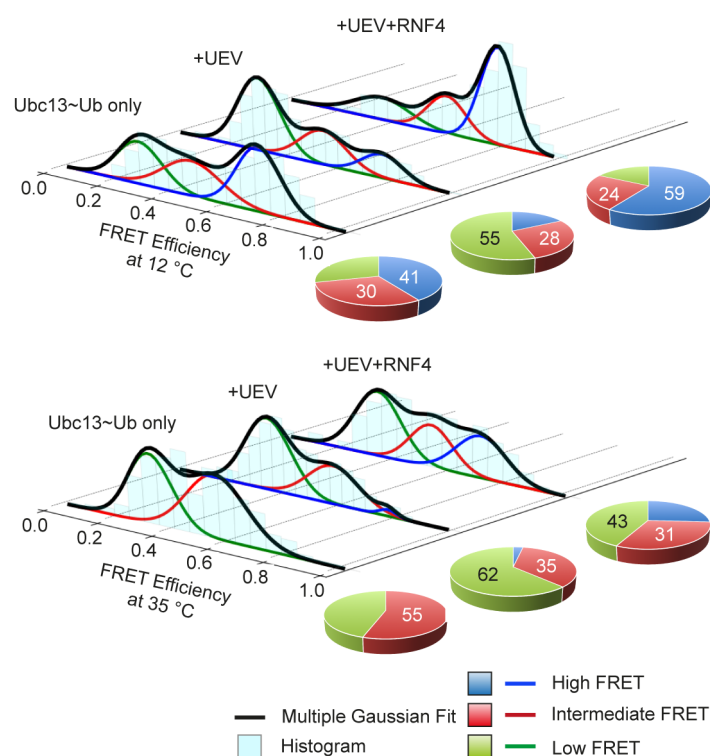 +UEV+RNF4
+UEV
Ubc13~Ub only
0.0
0.2
0.4
0.6
0.8
1.0
FRET Efficiency
at 12 °C
24
59
55
28
30
41
+UEV+RNF4
+UEV
Ubc13~Ub only
0.0
0.2
0.4
0.6
0.8
1.0
FRET Efficiency
at 35 °C
43
31
62
35
55
High FRET
Multiple Gaussian Fit
Intermediate FRET
Histogram
Low FRET